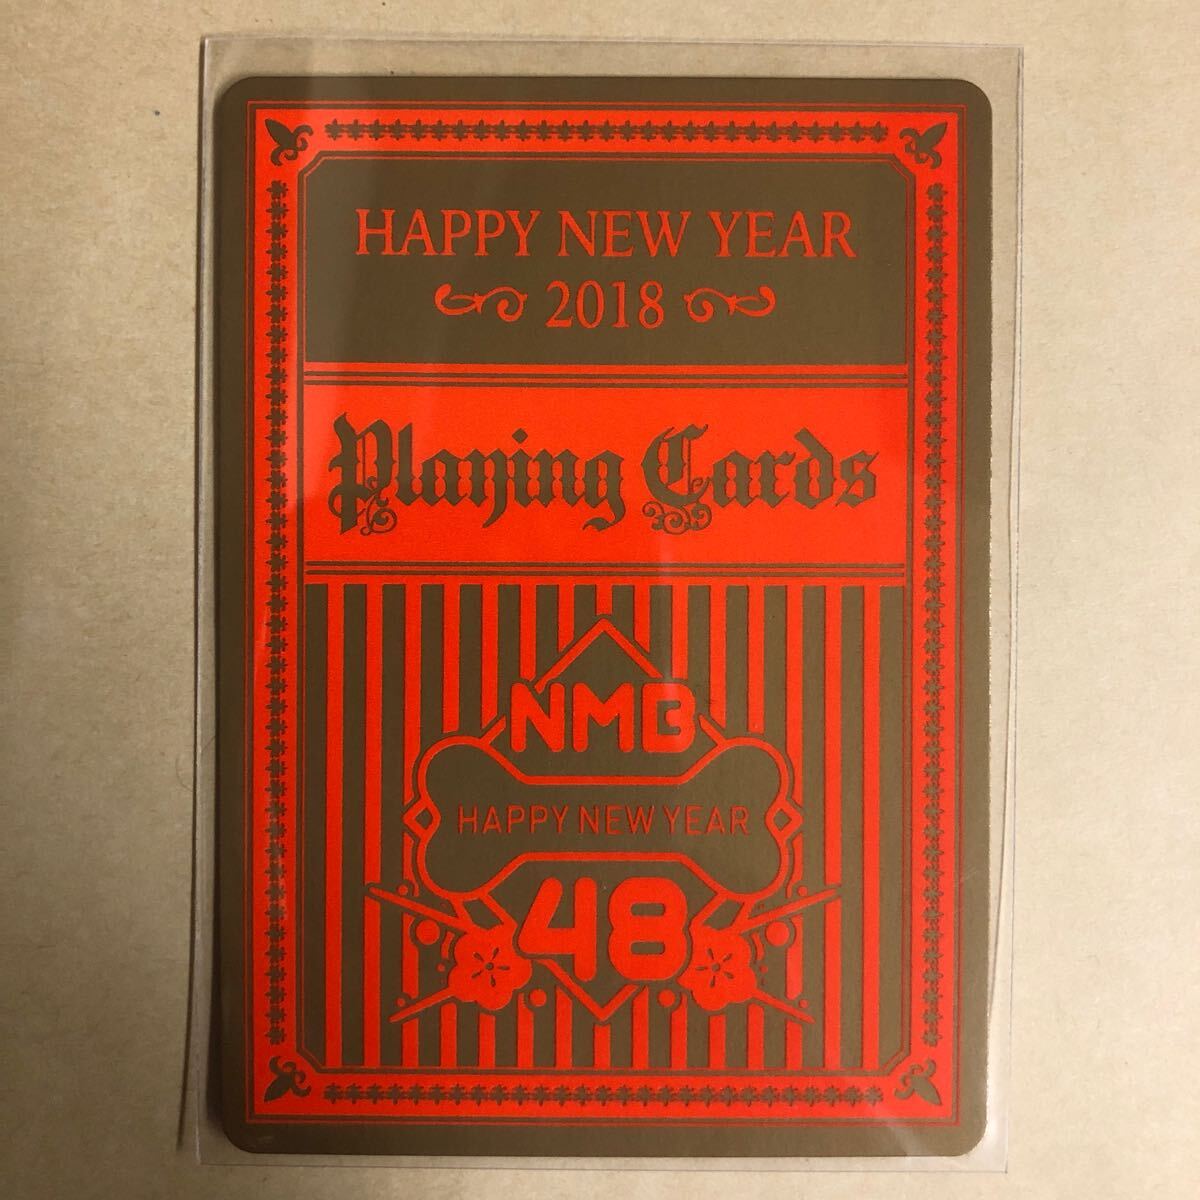 HAPPY NEW YEAR
2018
Playing Cards
NMB
HAPPY NEW YEAR
48